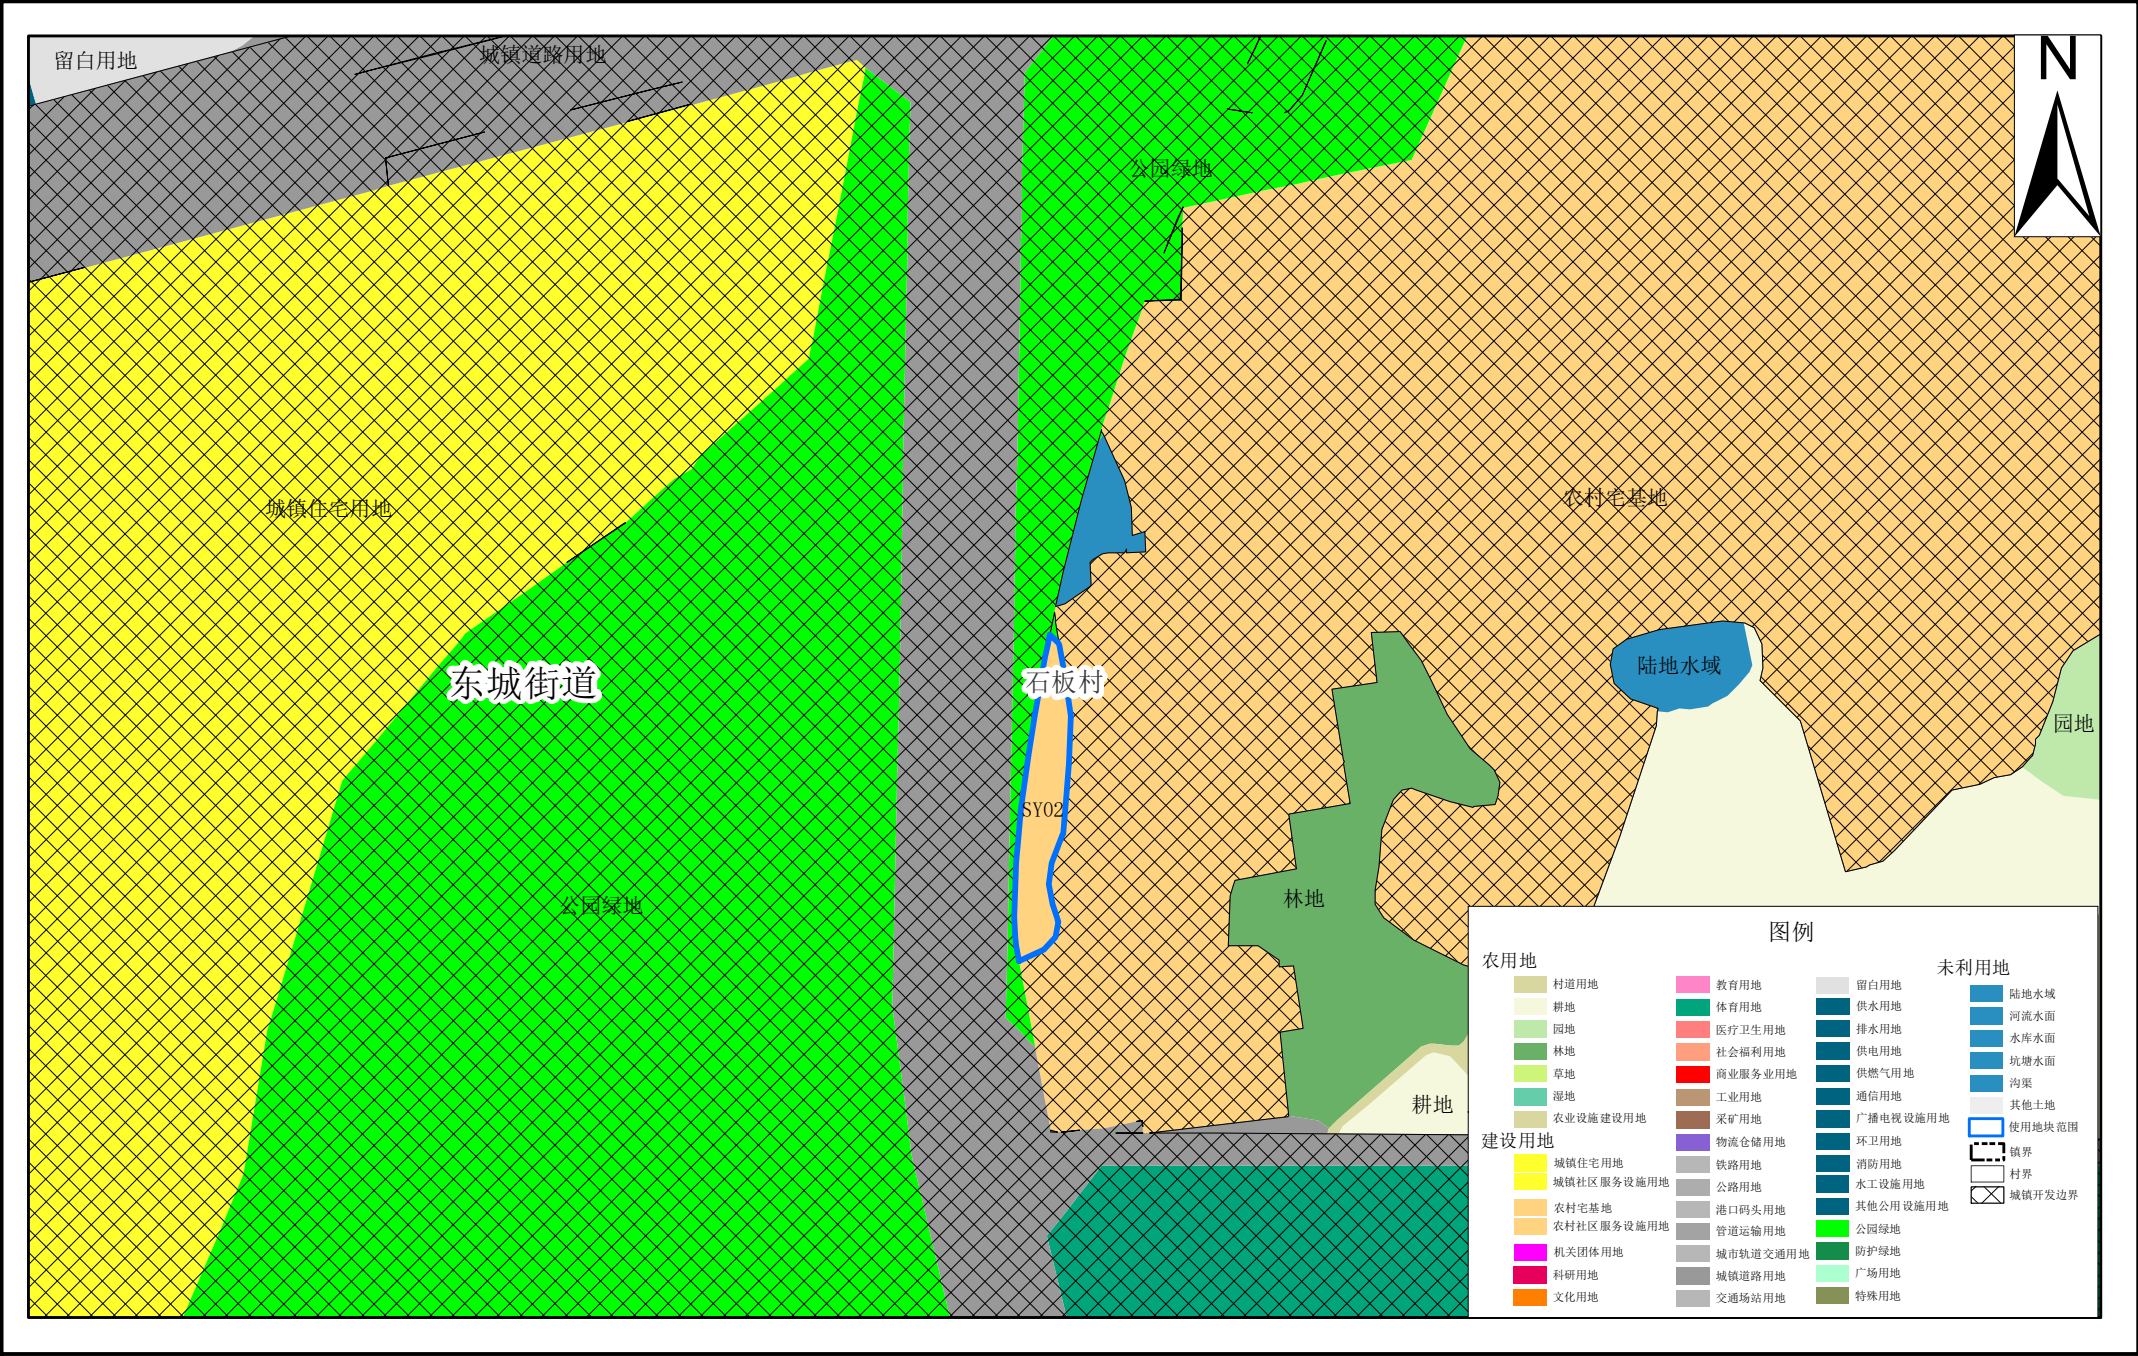 留白用地
城镇道路用地
N
公园绿地
城镇住宅用地
农村宅基地
东城街道
石板村
陆地水域
园地
SY02
公园绿地
林地
耕地
图例
农用地
村道用地
耕地
园地
林地
草地
湿地
农业设施建设用地
建设用地
城镇住宅用地
城镇社区服务设施用地
农村宅基地
农村社区服务设施用地
机关团体用地
科研用地
文化用地
教育用地
体育用地
医疗卫生用地
社会福利用地
商业服务业用地
工业用地
采矿用地
物流仓储用地
铁路用地
公路用地
港口码头用地
管道运输用地
城市轨道交通用地
城镇道路用地
交通场站用地
留白用地
供水用地
排水用地
供电用地
供燃气用地
通信用地
广播电视设施用地
环卫用地
消防用地
水工设施用地
其他公用设施用地
公园绿地
防护绿地
广场用地
特殊用地
未利用地
陆地水域
河流水面
水库水面
坑塘水面
沟渠
其他土地
使用地块范围
镇界
村界
城镇开发边界